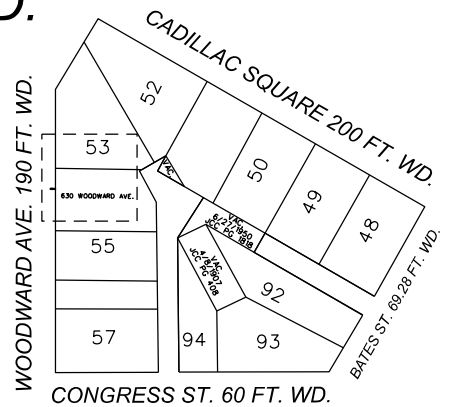 D.
CADILLAC SQUARE 200 FT. WD.
WOODWARD AVE. 190 FT. WD.
52
53
VAC.
50
49
48
630 WOODWARD AVE.
VAC.
6/27/1950
JCC PG 1818
VAC.
4/8/1907
JCC PG 408
55
92
57
94
93
BATES ST. 69.28 FT. WD.
CONGRESS ST. 60 FT. WD.